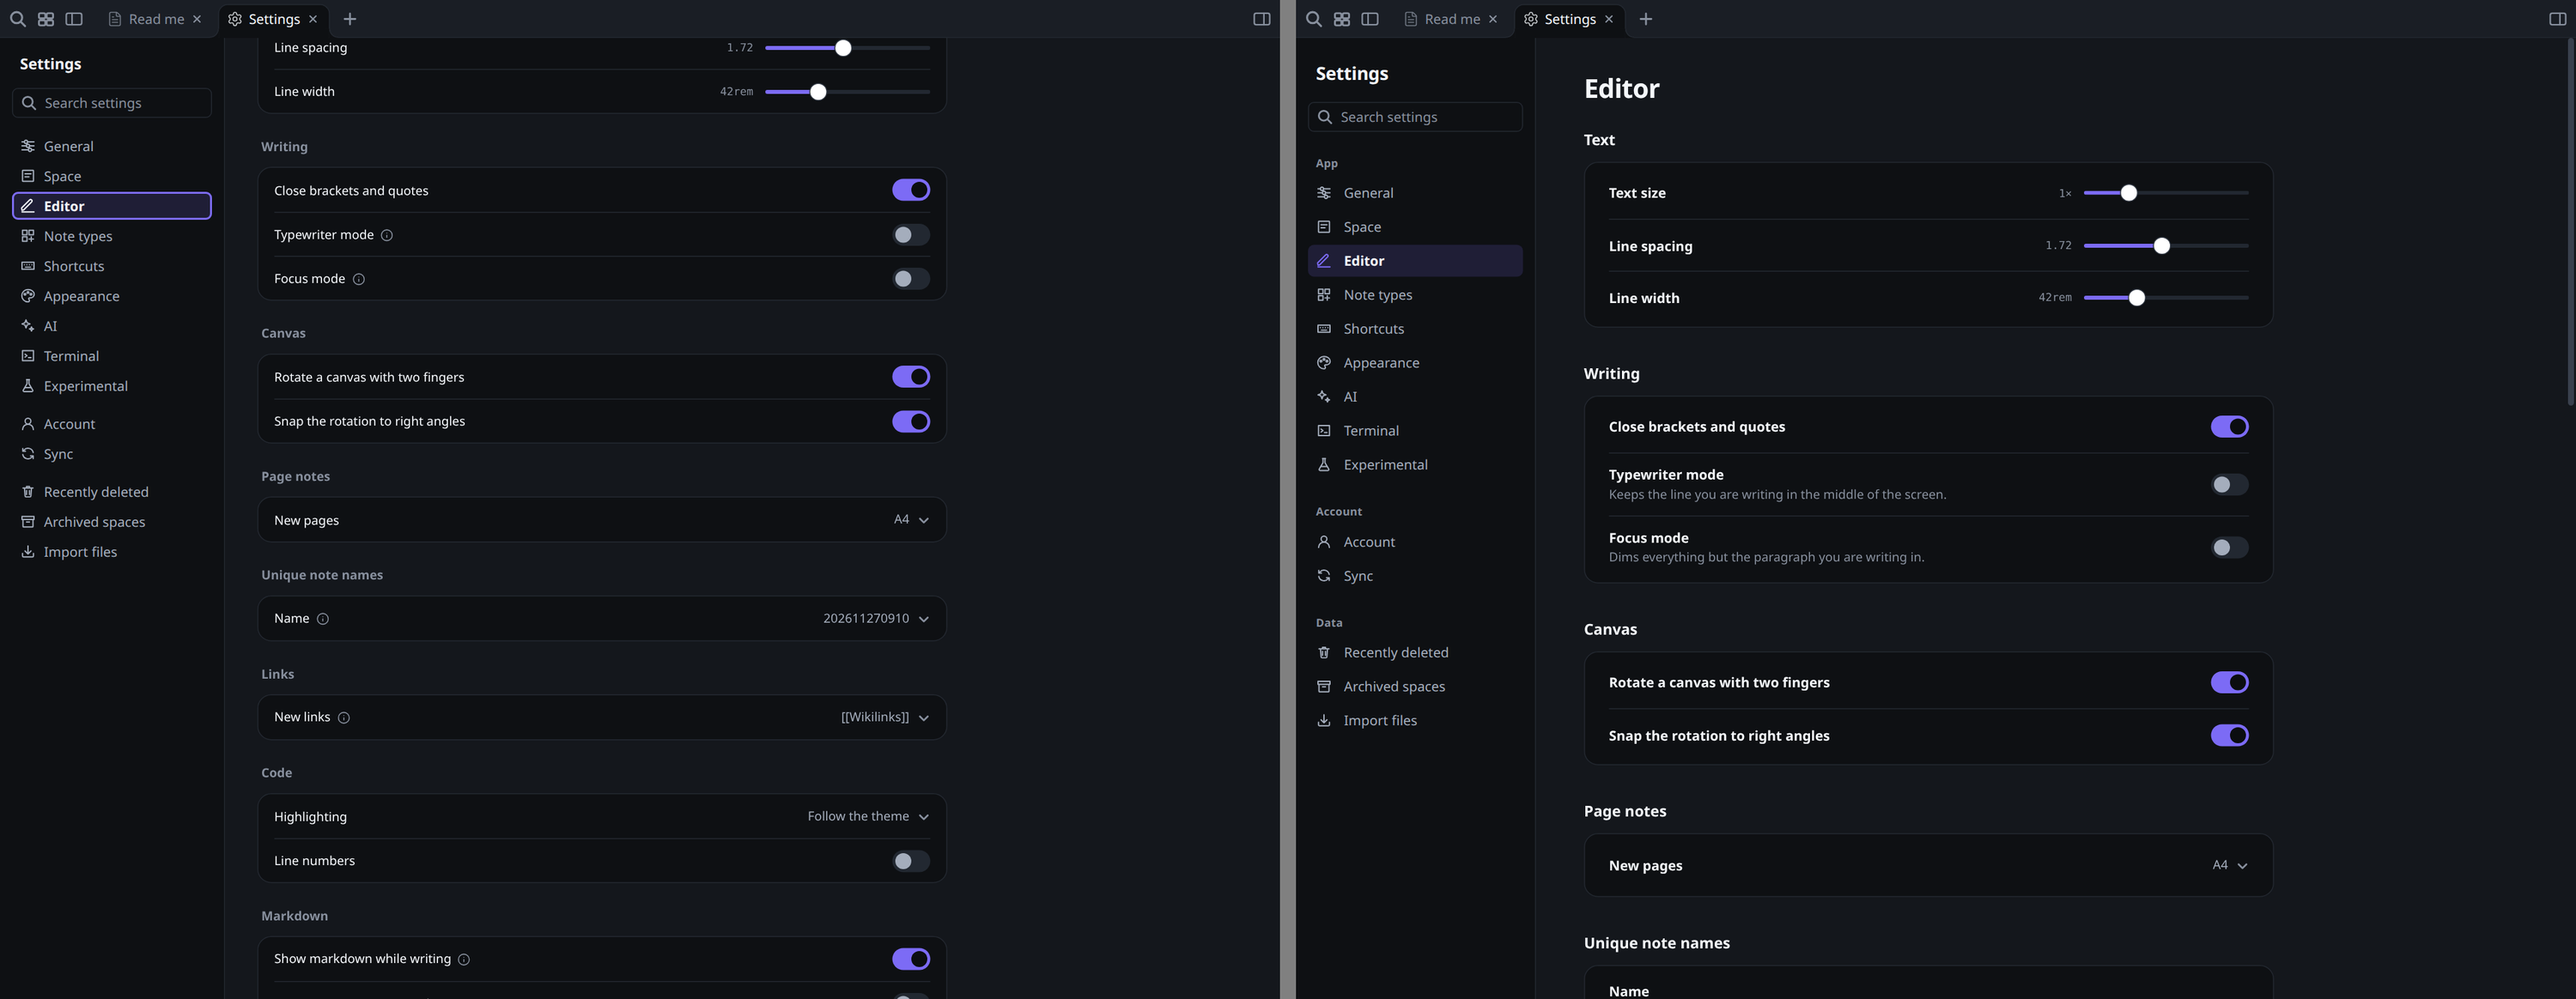 Read me
Settings
Settings
Search settings
General
Space
Editor
Note types
Shortcuts
Appearance
AI
Terminal
Experimental
Account
Sync
Recently deleted
Archived spaces
Import files
Line spacing 1.72
Line width 42rem
Writing
Close brackets and quotes
Typewriter mode
Focus mode
Canvas
Rotate a canvas with two fingers
Snap the rotation to right angles
Page notes
New pages A4
Unique note names
Name 202611270910
Links
New links [[Wikilinks]]
Code
Highlighting Follow the theme
Line numbers
Markdown
Show markdown while writing
Read me
Settings
Settings
Search settings
App
General
Space
Editor
Note types
Shortcuts
Appearance
AI
Terminal
Experimental
Account
Account
Sync
Data
Recently deleted
Archived spaces
Import files
Editor
Text
Text size 1×
Line spacing 1.72
Line width 42rem
Writing
Close brackets and quotes
Typewriter mode
Keeps the line you are writing in the middle of the screen.
Focus mode
Dims everything but the paragraph you are writing in.
Canvas
Rotate a canvas with two fingers
Snap the rotation to right angles
Page notes
New pages A4
Unique note names
Name